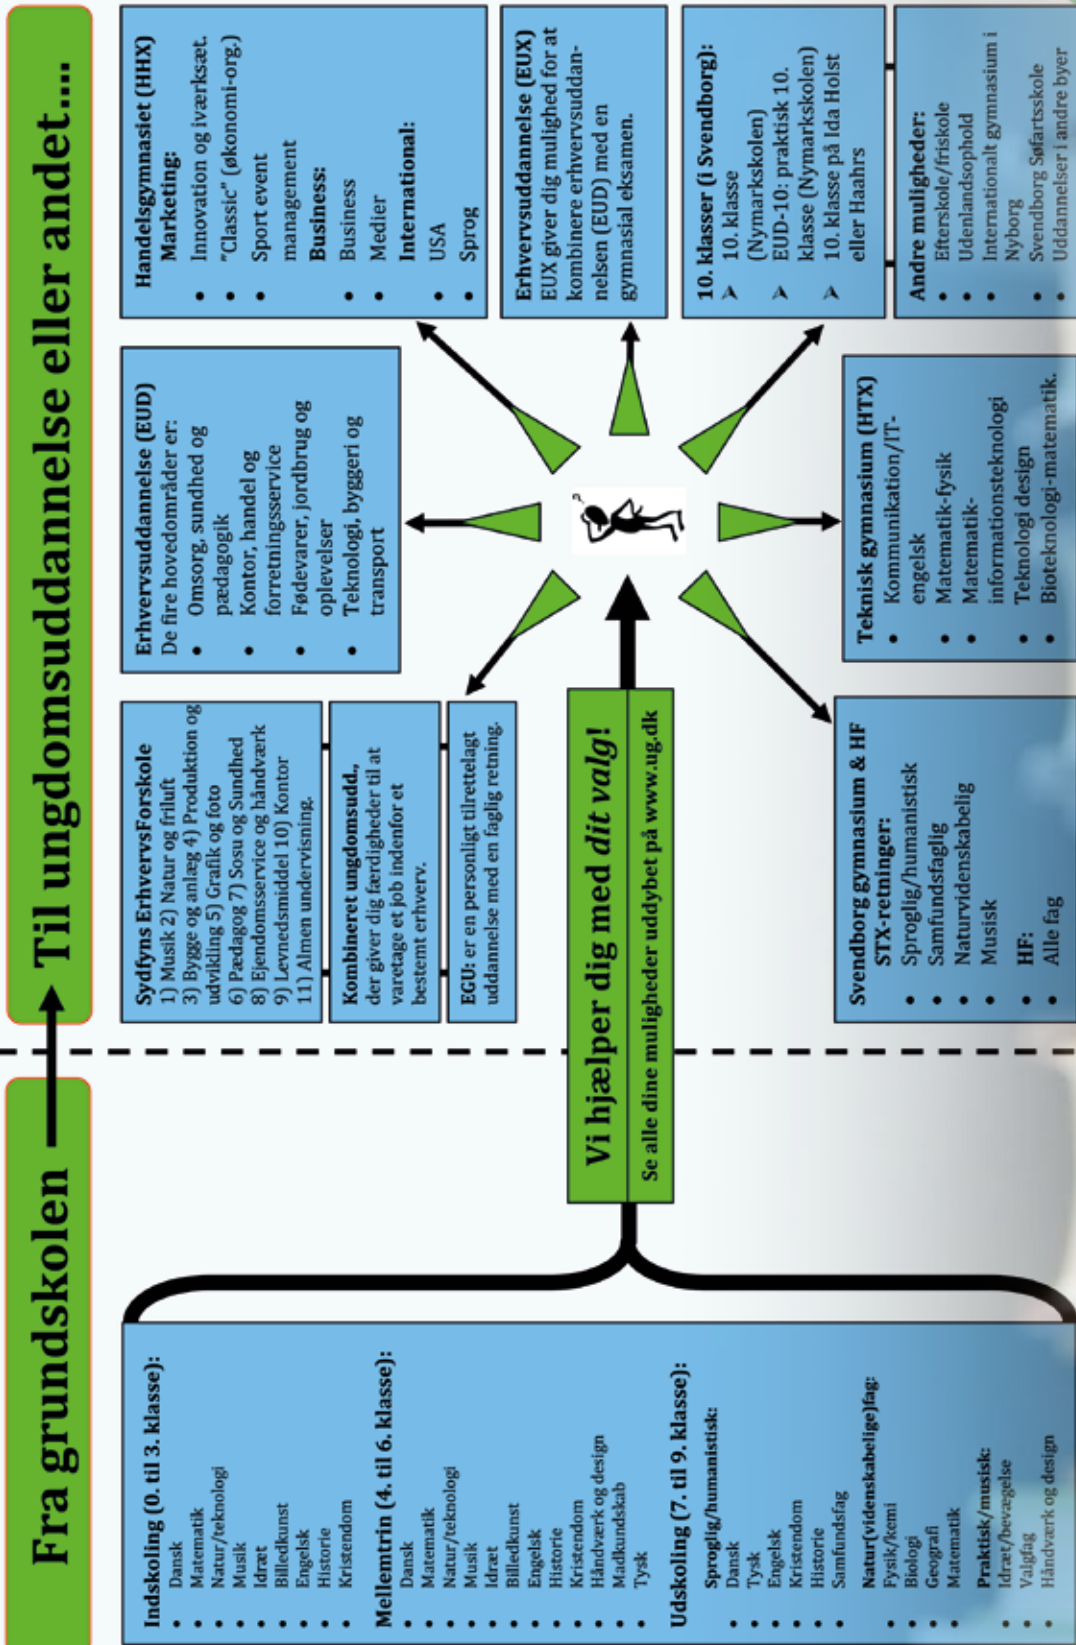 Fra grundskolen
Til ungdomsuddannelse eller andet....
Indskoling (0. til 3. klasse):
• Dansk
• Matematik
• Natur/teknologi
• Musik
• Idræt
• Billedkunst
• Engelsk
• Historie
• Kristendom
Mellemtrin (4. til 6. klasse):
• Dansk
• Matematik
• Natur/teknologi
• Musik
• Idræt
• Billedkunst
• Engelsk
• Historie
• Kristendom
• Håndværk og design
• Madkundskab
• Tysk
Udskoling (7. til 9. klasse):
Sproglig/humanistisk:
• Dansk
• Tysk
• Engelsk
• Kristendom
• Historie
• Samfundsfag
Natur(videnskabelige)fag:
• Fysik/kemi
• Biologi
• Geografi
• Matematik
Praktisk/musisk:
• Idræt/bevægelse
• Valgfag
• Håndværk og design
Vi hjælper dig med dit valg!
Se alle dine muligheder uddybet på www.ug.dk
Sydfyns ErhvervsForskole
1) Musik 2) Natur og friluft
3) Bygge og anlæg 4) Produktion og
udvikling 5) Grafik og foto
6) Pædagog 7) Sosu og Sundhed
8) Ejendomsservice og håndværk
9) Levnedsmiddel 10) Kontor
11) Almen undervisning.
Kombineret ungdomsudd.,
der giver dig færdigheder til at
varetage et job indenfor et
bestemt erhverv.
EGU: er en personligt tilrettelagt
uddannelse med en faglig retning.
Erhvervsuddannelse (EUD)
De fire hovedområder er:
• Omsorg, sundhed og
pædagogik
• Kontor, handel og
forretningsservice
• Fødevarer, jordbrug og
oplevelser
• Teknologi, byggeri og
transport
Handelsgymnasiet (HHX)
Marketing:
• Innovation og iværksæt.
• "Classic" (økonomi-org.)
• Sport event
management
Business:
• Business
• Medier
International:
• USA
• Sprog
Erhvervsuddannelse (EUX)
EUX giver dig mulighed for at
kombinere erhvervsuddan-
nelsen (EUD) med en
gymnasial eksamen.
10. klasser (i Svendborg):
➢ 10. klasse
(Nymarkskolen)
➢ EUD-10: praktisk 10.
klasse (Nymarkskolen)
➢ 10. klasse på Ida Holst
eller Haahrs
Andre muligheder:
• Efterskole/friskole
• Udenlandsophold
• Internationalt gymnasium i
Nyborg
• Svendborg Søfartsskole
• Uddannelser i andre byer
Teknisk gymnasium (HTX)
• Kommunikation/IT-
engelsk
• Matematik-fysik
• Matematik-
informationsteknologi
• Teknologi design
• Bioteknologi-matematik.
Svendborg gymnasium & HF
STX-retninger:
• Sproglig/humanistisk
• Samfundsfaglig
• Naturvidenskabelig
• Musisk
• HF:
• Alle fag